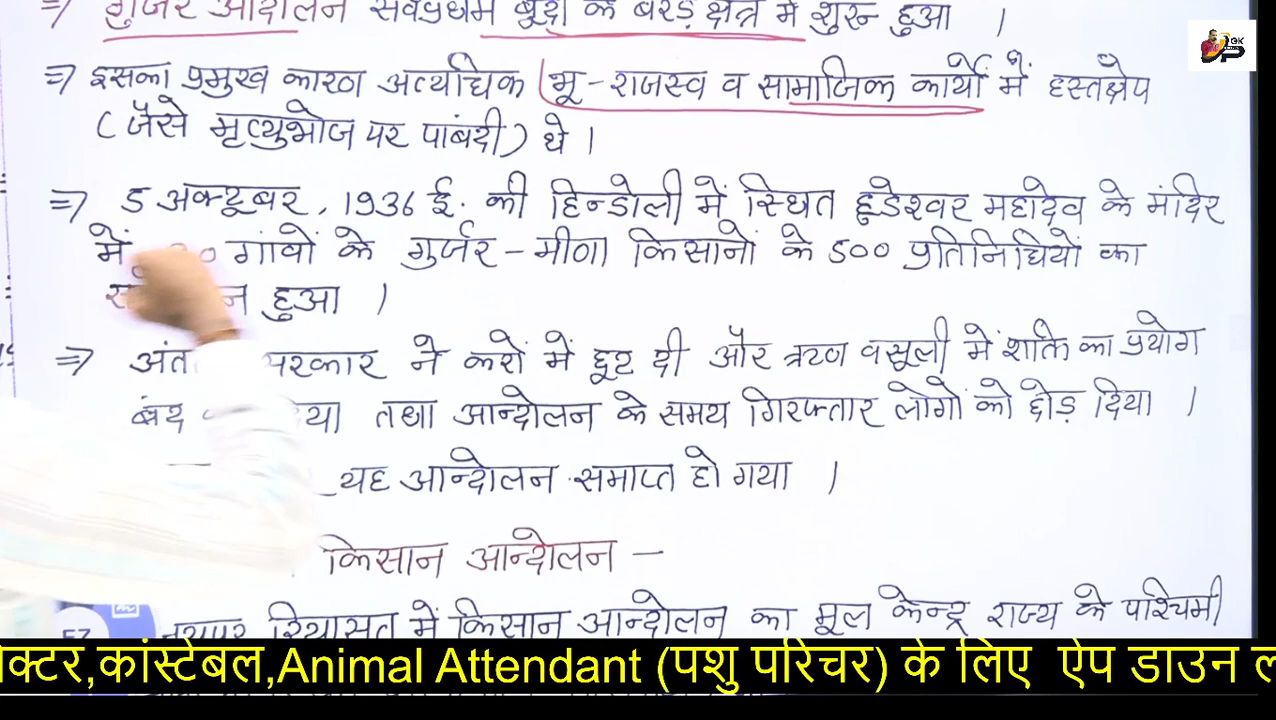 ⇒ गुर्जर आंदोलन सर्वप्रथम बूंदी के बरड़ क्षेत्र में शुरू हुआ ।
⇒ इसका प्रमुख कारण अत्यधिक भू-राजस्व व सामाजिक कार्यो में हस्तक्षेप
(जैसे मृत्युभोज पर पाबंदी) थे ।
⇒ 5 अक्टूबर, 1936 ई. की हिन्डोली में स्थित हुडेश्वर महादेव के मंदिर
में गांवों के गुर्जर-मीणा किसानों के 500 प्रतिनिधियों का
हुआ ।
⇒ सरकार ने करों में छूट दी और ऋण वसूली में शक्ति का प्रयोग
बंद तथा आन्दोलन के समय गिरफ्तार लोगों को छोड़ दिया ।
यह आन्दोलन समाप्त हो गया ।
किसान आन्दोलन -
रियासत में किसान आन्दोलन का मूल केन्द्र राज्य के पश्चिमी
क्टर,कांस्टेबल,Animal Attendant (पशु परिचर) के लिए ऐप डाउन ल